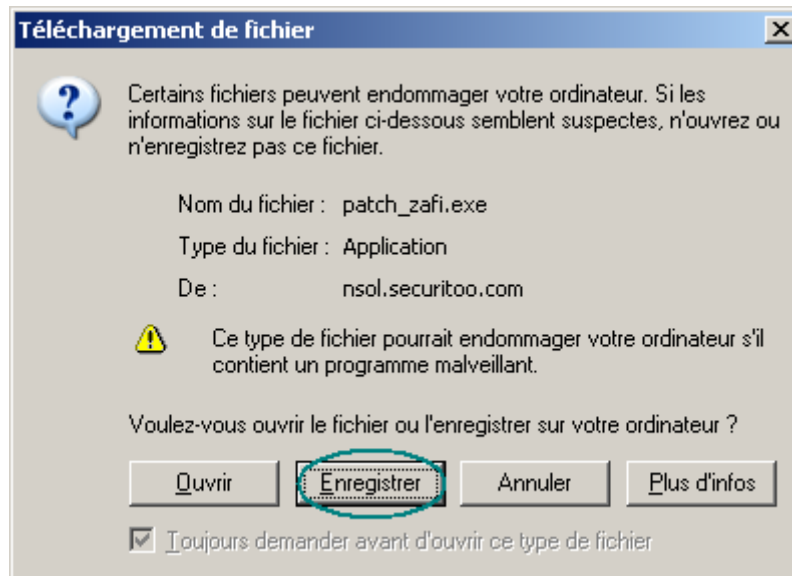 Téléchargement de fichier
Certains fichiers peuvent endommager votre ordinateur. Si les
informations sur le fichier ci-dessous semblent suspectes, n'ouvrez ou
n'enregistrez pas ce fichier.
Nom du fichier : patch_zafi.exe
Type du fichier : Application
De : nsol.securitoo.com
Ce type de fichier pourrait endommager votre ordinateur s'il
contient un programme malveillant.
Voulez-vous ouvrir le fichier ou l'enregistrer sur votre ordinateur ?
Ouvrir Enregistrer Annuler Plus d'infos
Toujours demander avant d'ouvrir ce type de fichier